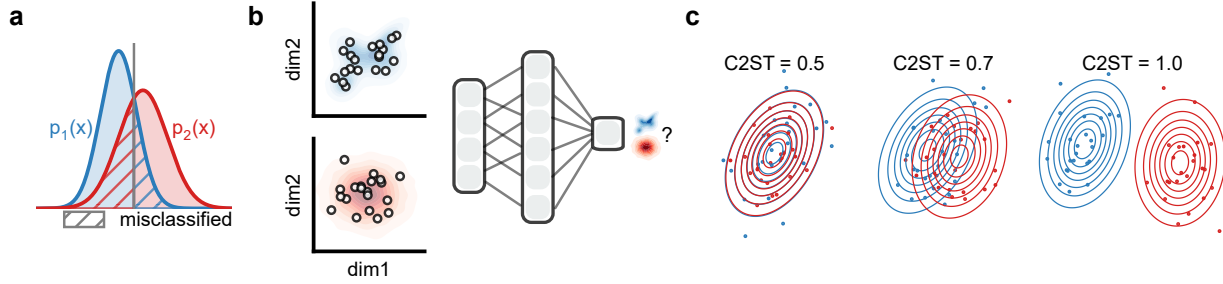 a
p1(x)
p2(x)
misclassified
b
dim2
dim2
dim1
?
c
C2ST = 0.5
C2ST = 0.7
C2ST = 1.0